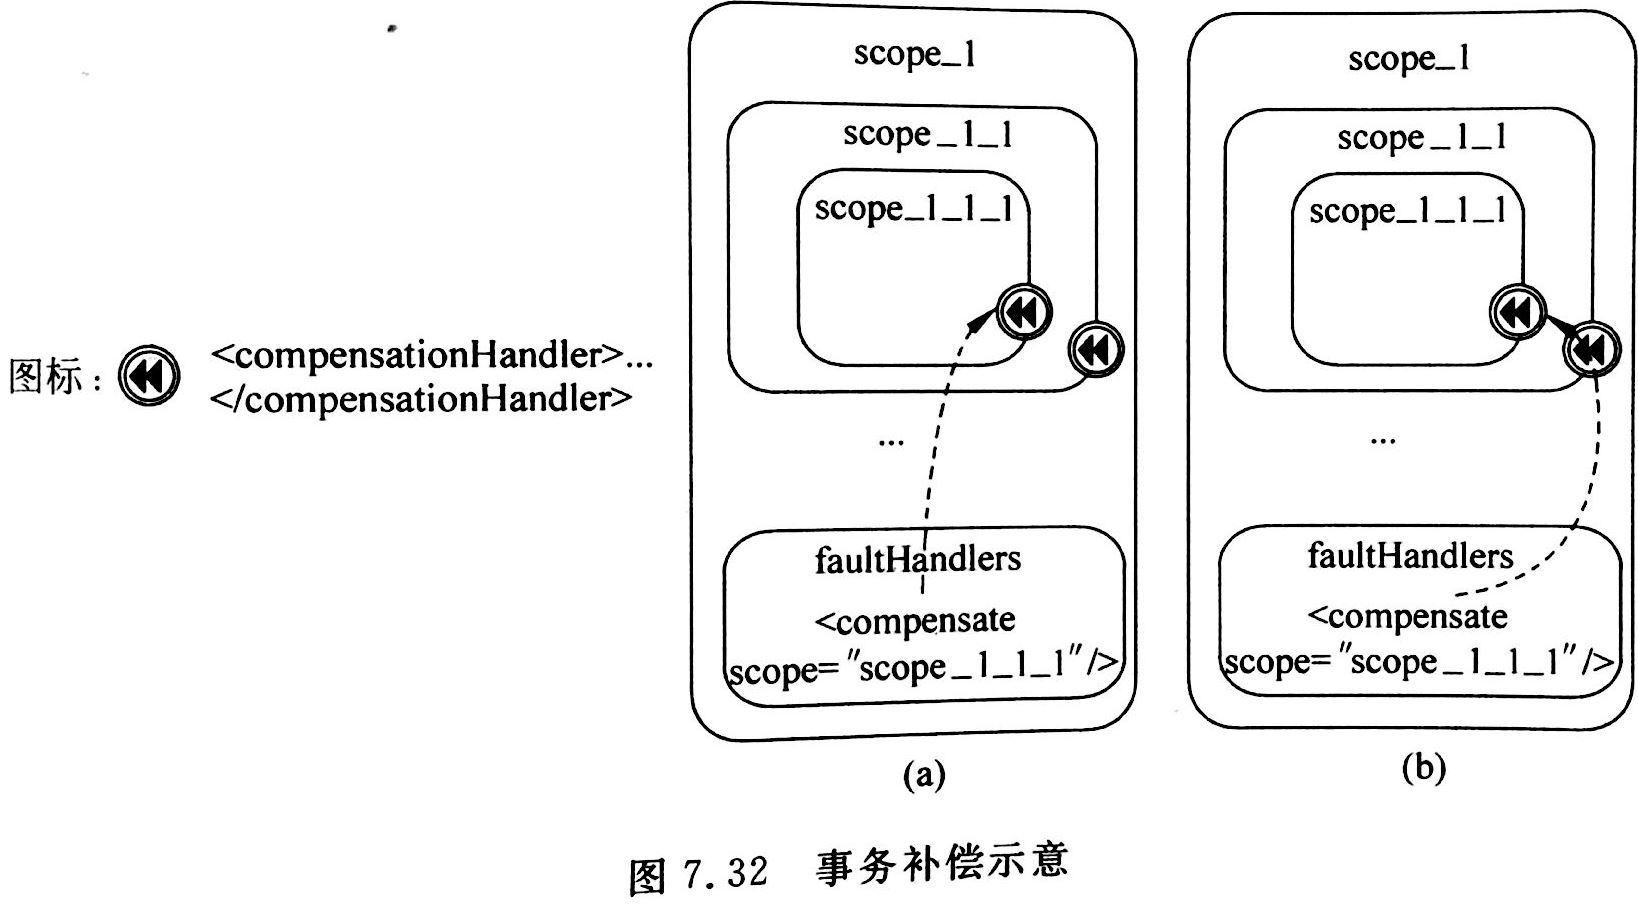 图标: <compensationHandler>...
</compensationHandler>
scope_1
scope_1_1
scope_1_1_1
...
faultHandlers
<compensate
scope="scope_1_1_1"/>
(a)
scope_1
scope_1_1
scope_1_1_1
...
faultHandlers
<compensate
scope="scope_1_1_1"/>
(b)
图 7.32 事务补偿示意